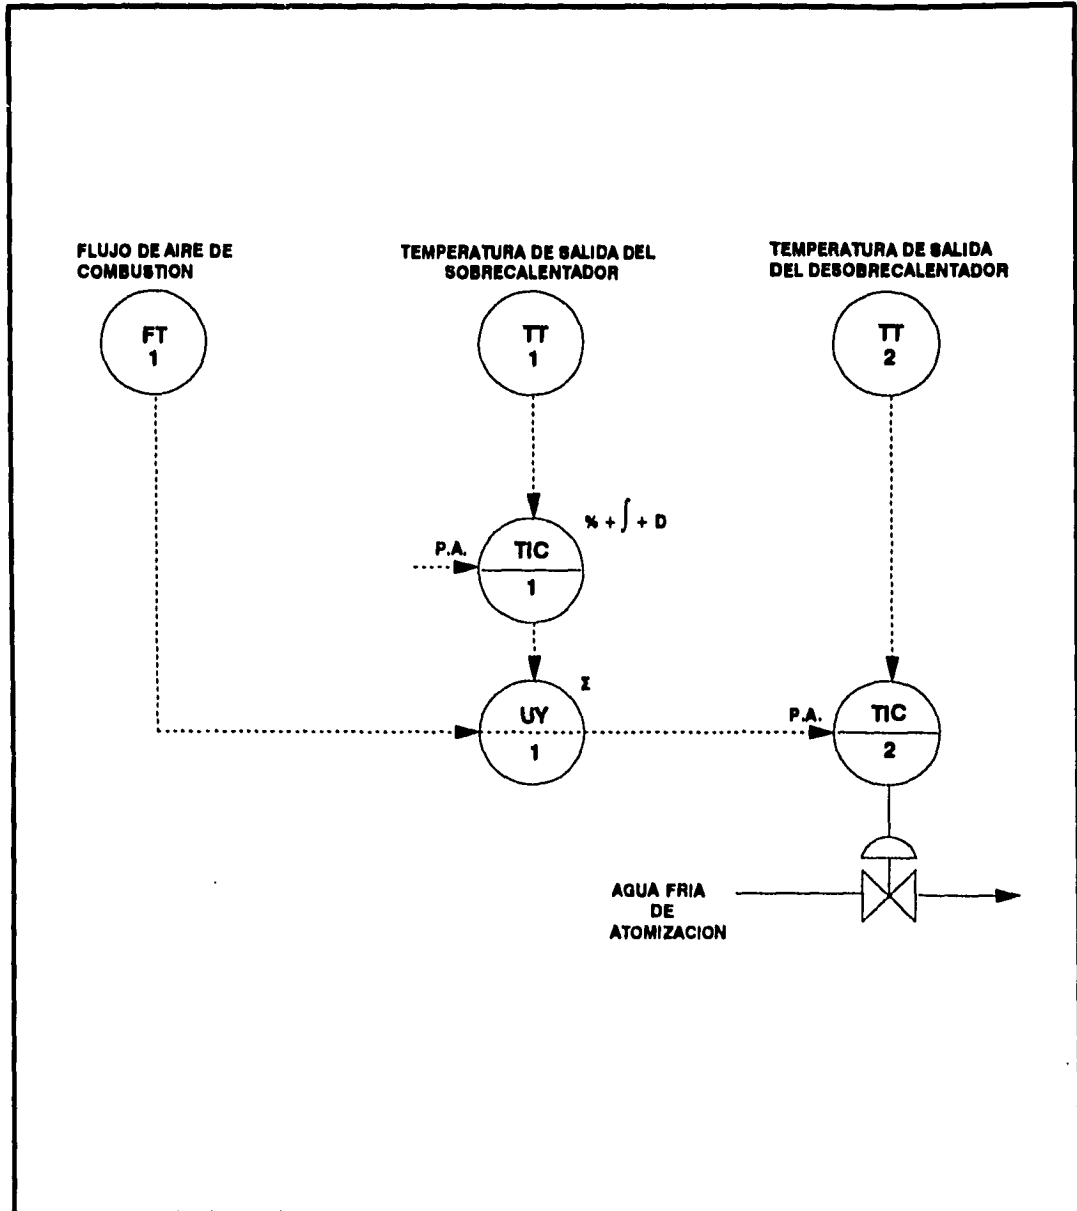 FLUJO DE AIRE DE
COMBUSTION
TEMPERATURA DE SALIDA DEL
SOBRECALENTADOR
TEMPERATURA DE SALIDA
DEL DESOBRECALENTADOR
FT
1
TT
1
TT
2
% + ∫ + D
P.A.
TIC
1
Σ
UY
1
P.A.
TIC
2
AGUA FRIA
DE
ATOMIZACION